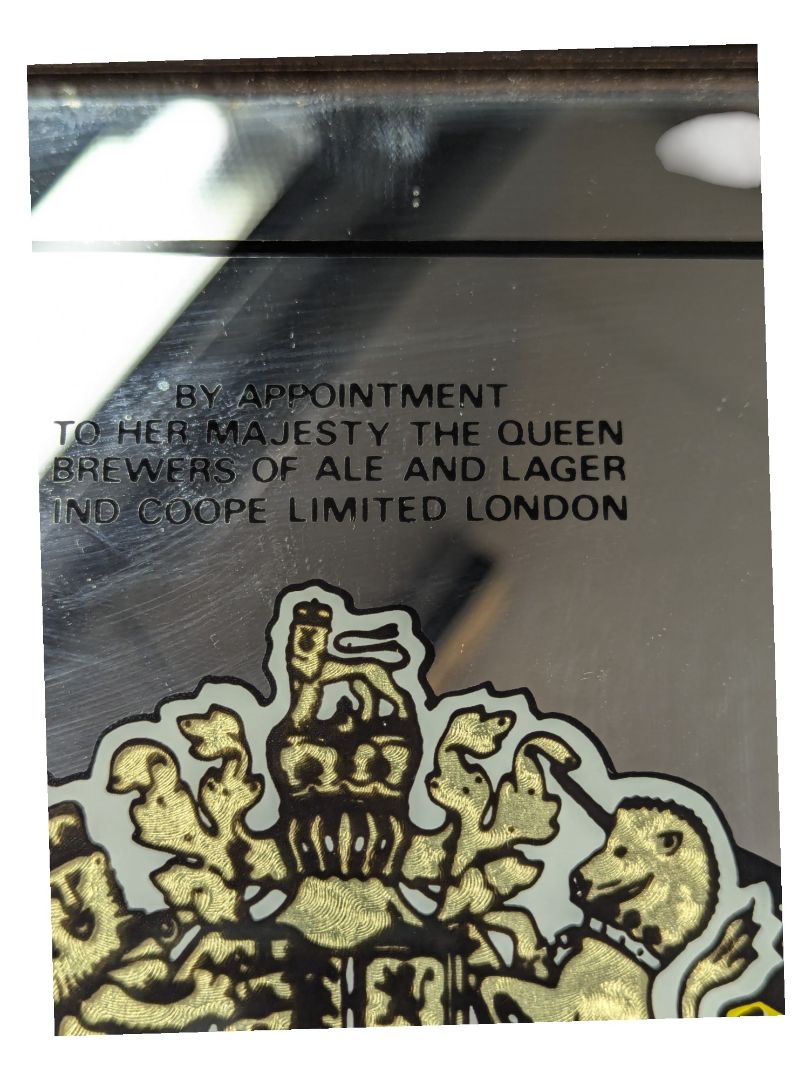 BY APPOINTMENT
TO HER MAJESTY THE QUEEN
BREWERS OF ALE AND LAGER
IND COOPE LIMITED LONDON